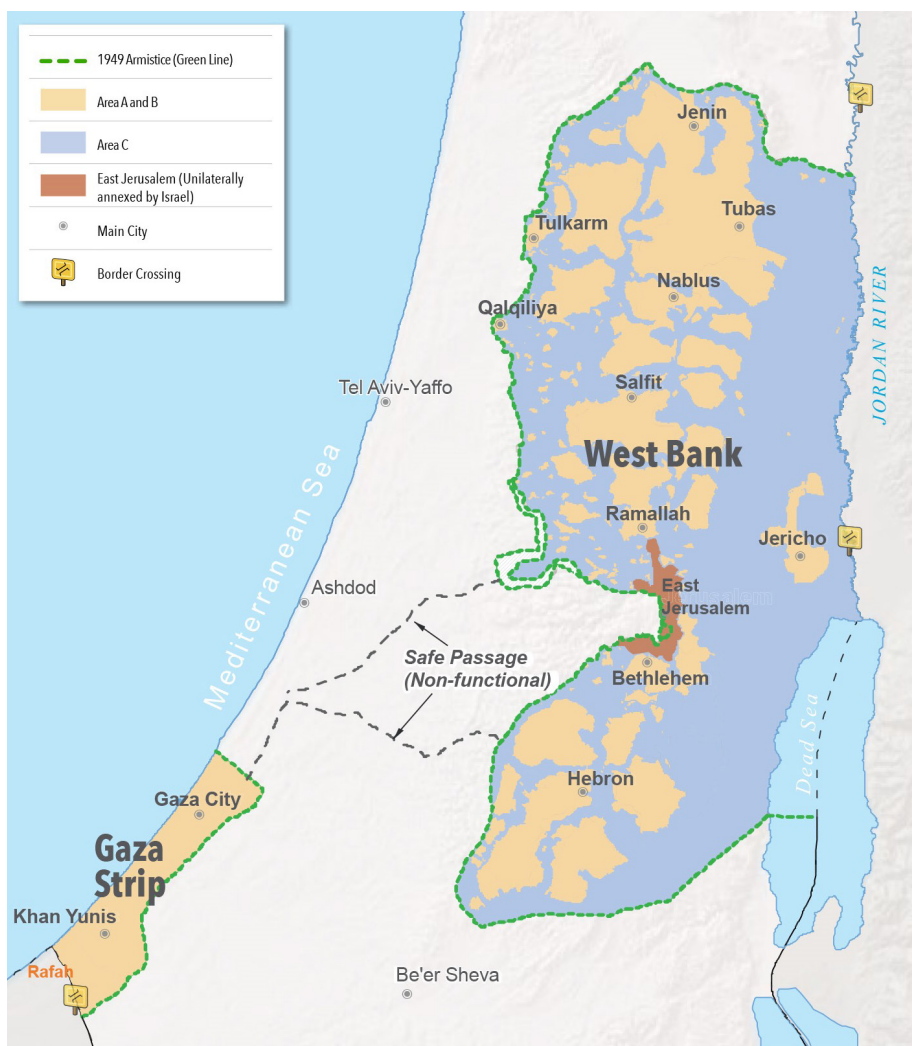 1949 Armistice (Green Line)
Area A and B
Area C
East Jerusalem (Unilaterally
annexed by Israel)
Main City
Border Crossing
Jenin
Tubas
Tulkarm
Nablus
Qalqiliya
JORDAN RIVER
Salfit
Tel Aviv-Yaffo
West Bank
Mediterranean Sea
Ramallah
Jericho
East
Jerusalem
Ashdod
Safe Passage
(Non-functional)
Bethlehem
Dead Sea
Hebron
Gaza City
Gaza
Strip
Khan Yunis
Rafah
Be'er Sheva